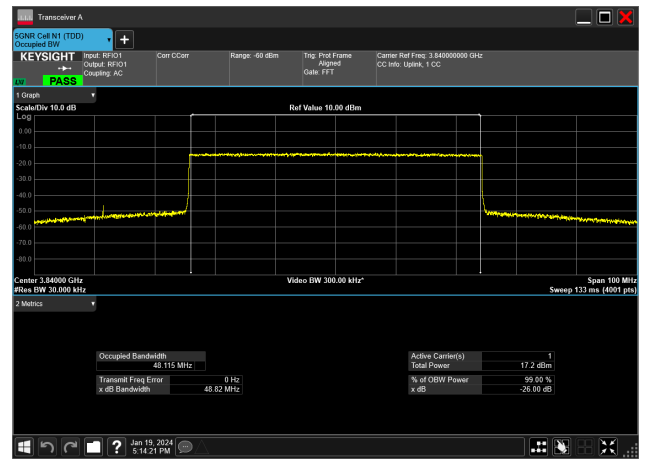 Transceiver A
5GNR Cell N1 (TDD)
Occupied BW
KEYSIGHT
LW PASS
Input: RFIO1
Output: RFIO1
Coupling: AC
Corr CCorr
Range: -60 dBm
Trig: Prot Frame
Aligned
Gate: FFT
Carrier Ref Freq: 3.840000000 GHz
CC Info: Uplink, 1 CC
1 Graph
Scale/Div 10.0 dB
Ref Value 10.00 dBm
Log
0.00
-10.0
-20.0
-30.0
-40.0
-50.0
-60.0
-70.0
-80.0
Center 3.84000 GHz
Video BW 300.00 kHz*
Span 100 MHz
#Res BW 30.000 kHz
Sweep 133 ms (4001 pts)
2 Metrics
Occupied Bandwidth
48.115 MHz
Transmit Freq Error 0 Hz
x dB Bandwidth 48.82 MHz
Active Carrier(s) 1
Total Power 17.2 dBm
% of OBW Power 99.00 %
x dB -26.00 dB
?
Jan 19, 2024
5:14:21 PM